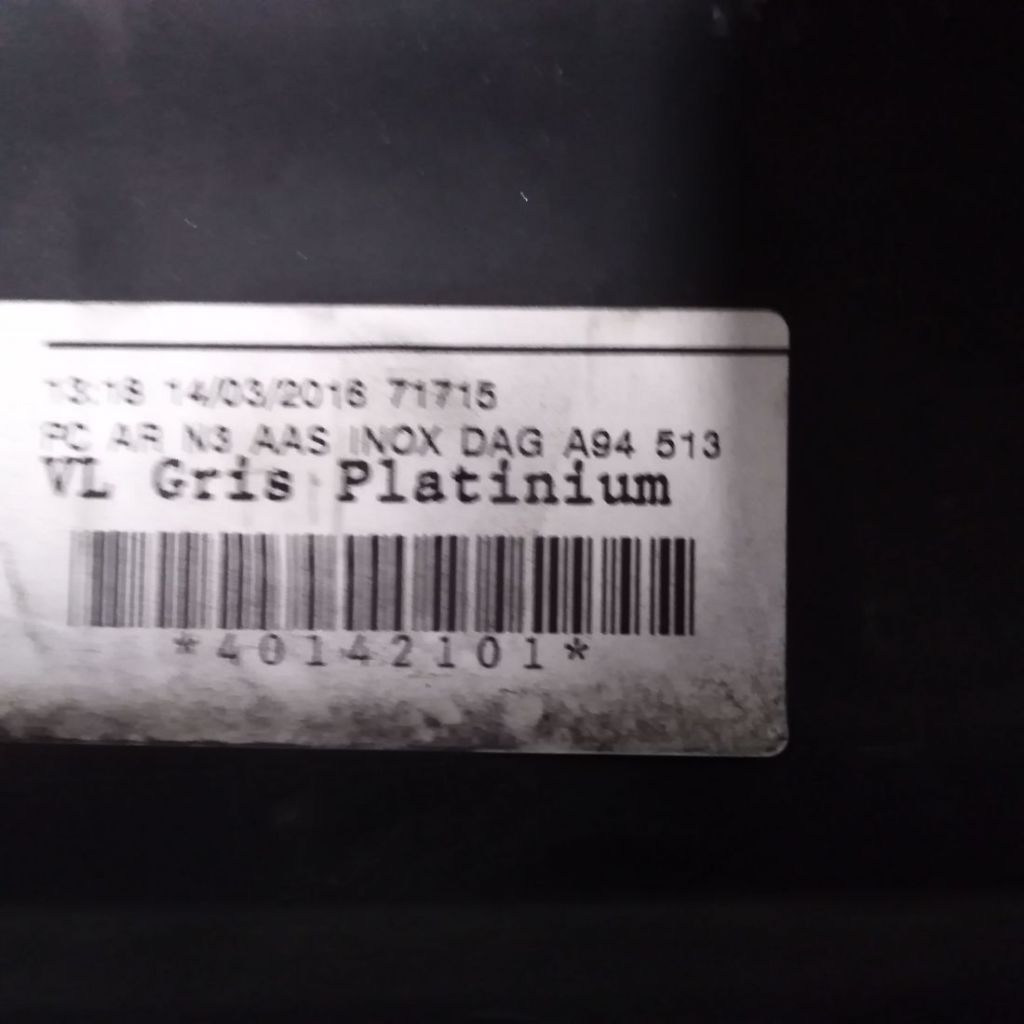 13:18 14/03/2016 71715
PC AR N3 AAS INOX DAG A94 513
VL Gris Platinium
*40142101*